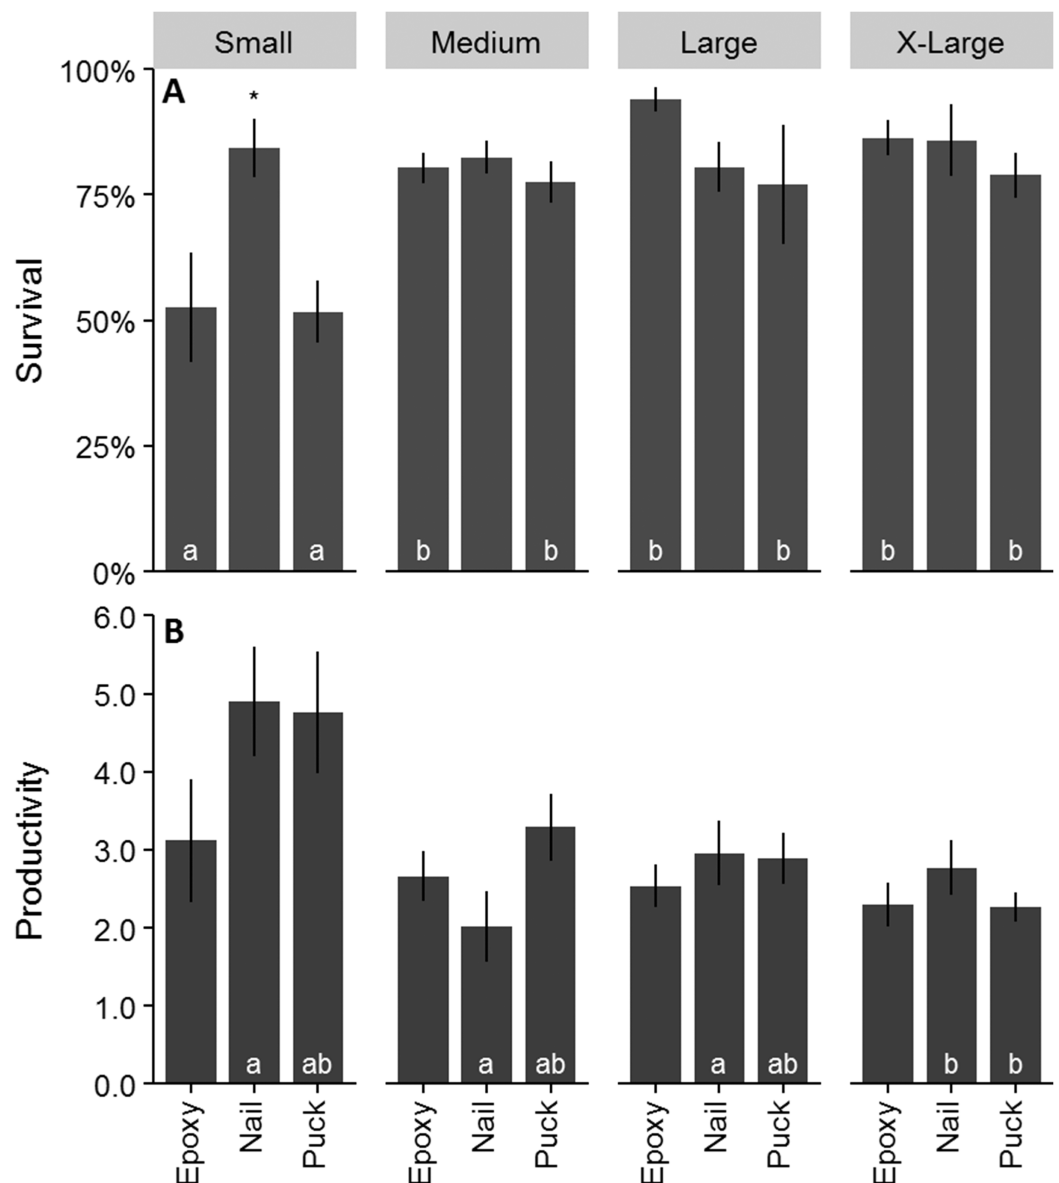 Small Medium Large X-Large
A
*
100%
75%
50%
25%
0%
Survival
a a b b b b b b
B
6.0
5.0
4.0
3.0
2.0
1.0
0.0
Productivity
a ab a ab a ab b b
Epoxy Nail Puck Epoxy Nail Puck Epoxy Nail Puck Epoxy Nail Puck